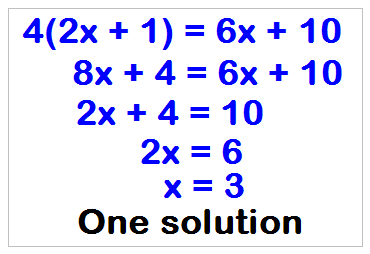 4(2x + 1) = 6x + 10
8x + 4 = 6x + 10
2x + 4 = 10
2x = 6
x = 3
One solution